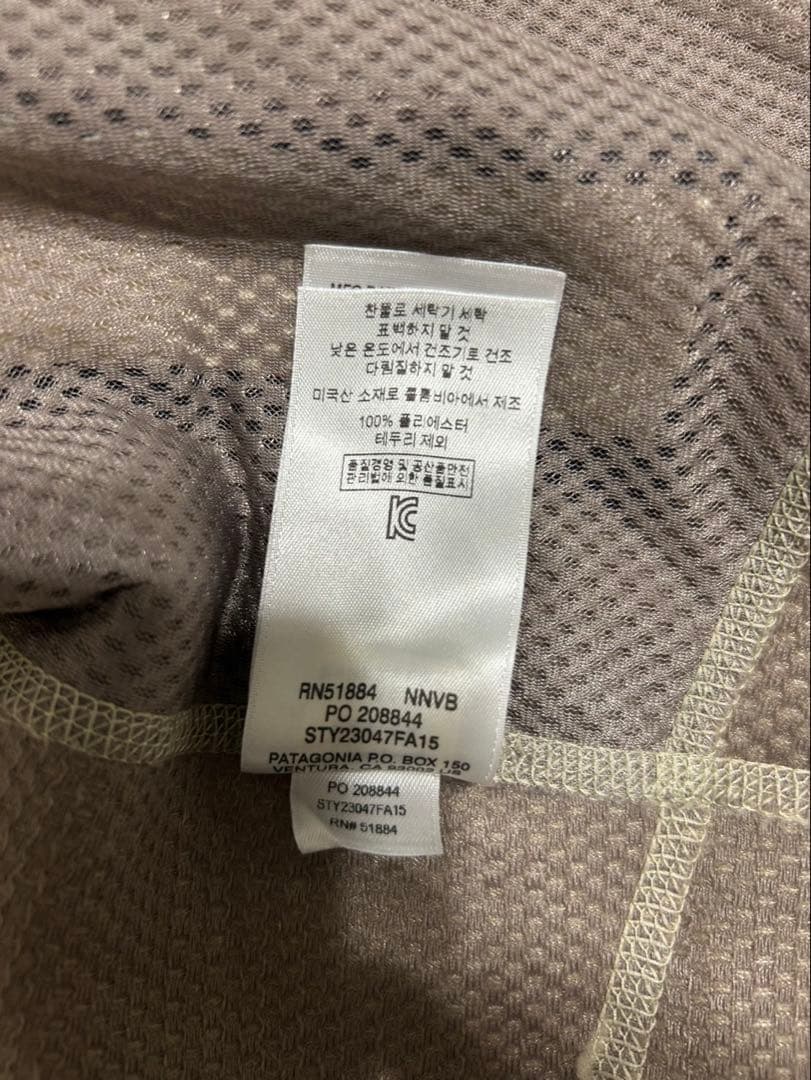 찬물로 세탁기 세탁
표백하지 말 것
낮은 온도에서 건조기로 건조
다림질하지 말 것
미국산 소재로 콜롬비아에서 제조
100% 폴리에스터
테두리 제외
품질경영 및 공산품안전
관리법에 의한 품질표시
RN51884 NNVB
PO 208844
STY23047FA15
PATAGONIA P.O. BOX 150
VENTURA, CA 93002 US
PO 208844
STY23047FA15
RN# 51884